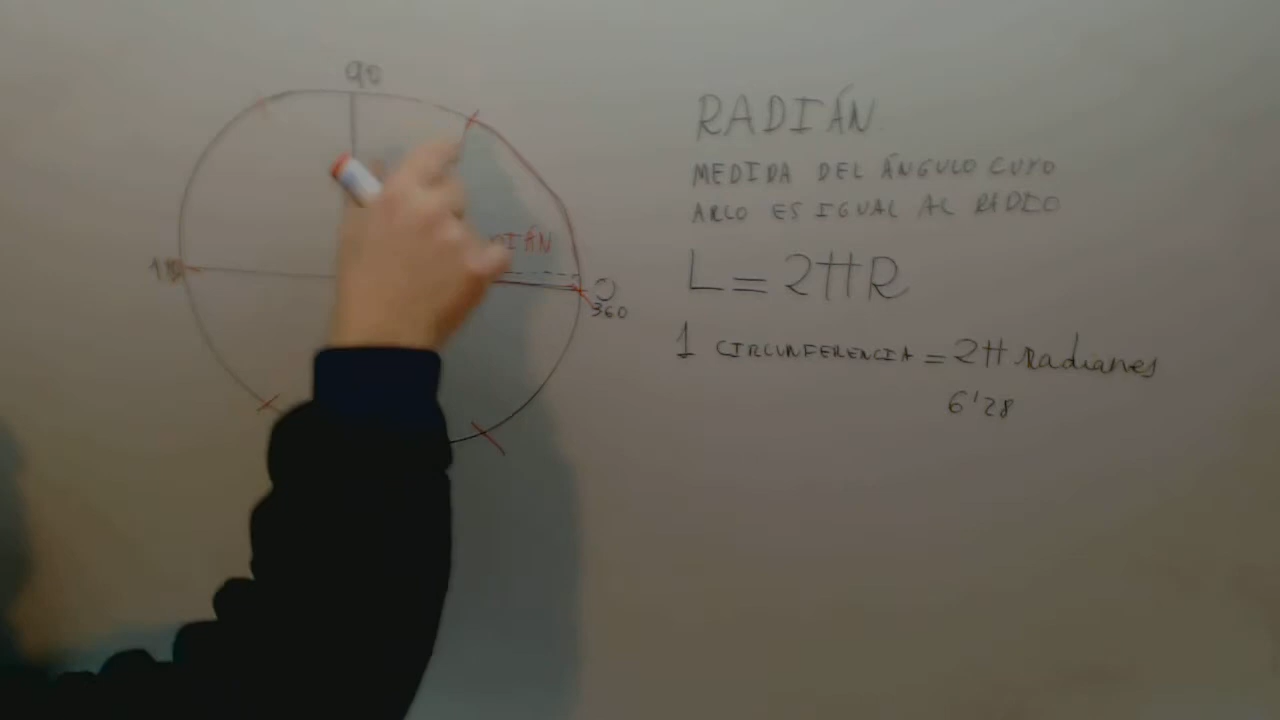 90
RADIÁN
MEDIDA DEL ÁNGULO CUYO
ARCO ES IGUAL AL RADIO
180
0
360
L = 2πR
1 CIRCUNFERENCIA = 2π radianes
6'28